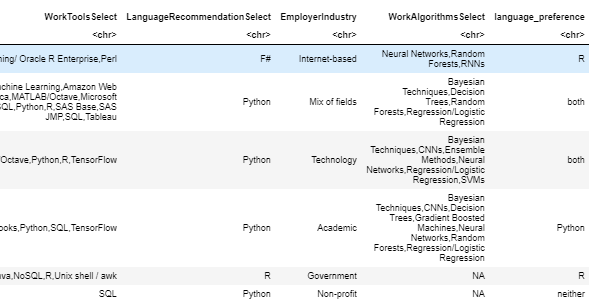 WorkToolsSelect LanguageRecommendationSelect EmployerIndustry WorkAlgorithmsSelect language_preference
<chr> <chr> <chr> <chr> <chr>
ning/ Oracle R Enterprise,Perl F# Internet-based Neural Networks,Random Forests,RNNs R
achine Learning,Amazon Web
ca,MATLAB/Octave,Microsoft
SQL,Python,R,SAS Base,SAS
JMP,SQL,Tableau
Python
Mix of fields
Bayesian
Techniques,Decision
Trees,Random
Forests,Regression/Logistic
Regression
both
/Octave,Python,R,TensorFlow
Python
Technology
Bayesian
Techniques,CNNs,Ensemble
Methods,Neural
Networks,Regression/Logistic
Regression,SVMs
both
ooks,Python,SQL,TensorFlow
Python
Academic
Bayesian
Techniques,CNNs,Decision
Trees,Gradient Boosted
Machines,Neural
Networks,Random
Forests,Regression/Logistic
Regression
Python
ava,NoSQL,R,Unix shell / awk R Government NA R
SQL Python Non-profit NA neither